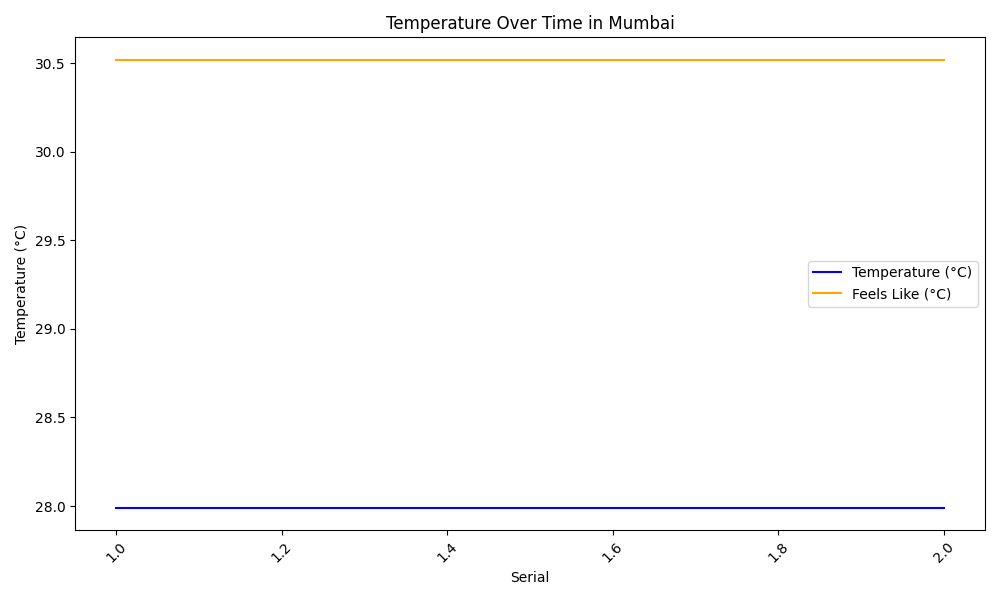 Temperature Over Time in Mumbai
30.5
30.0
29.5
29.0
28.5
28.0
Temperature (°C)
Temperature (°C)
Feels Like (°C)
1.0
1.2
1.4
1.6
1.8
2.0
Serial